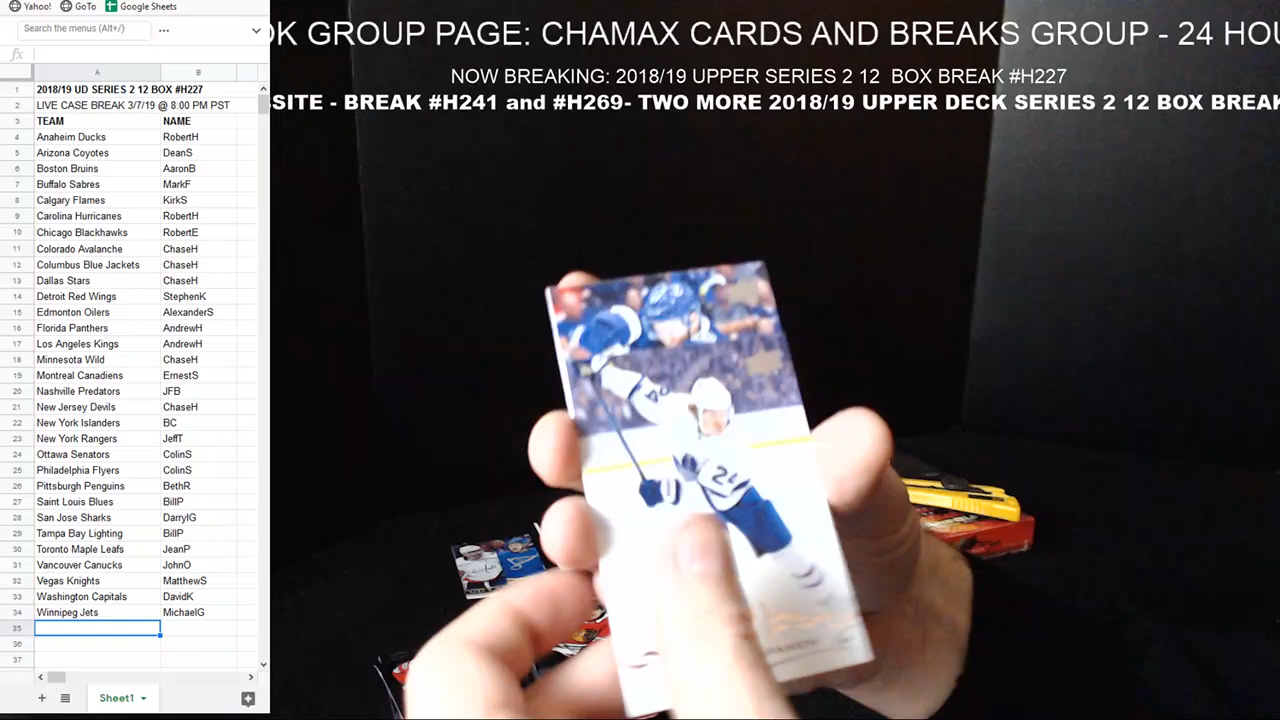 Yahoo! GoTo Google Sheets
Search the menus (Alt+/)
fx
A B
1 2018/19 UD SERIES 2 12 BOX #H227
2 LIVE CASE BREAK 3/7/19 @ 8:00 PM PST
3 TEAM NAME
4 Anaheim Ducks RobertH
5 Arizona Coyotes DeanS
6 Boston Bruins AaronB
7 Buffalo Sabres MarkF
8 Calgary Flames KirkS
9 Carolina Hurricanes RobertH
10 Chicago Blackhawks RobertE
11 Colorado Avalanche ChaseH
12 Columbus Blue Jackets ChaseH
13 Dallas Stars ChaseH
14 Detroit Red Wings StephenK
15 Edmonton Oilers AlexanderS
16 Florida Panthers AndrewH
17 Los Angeles Kings AndrewH
18 Minnesota Wild ChaseH
19 Montreal Canadiens ErnestS
20 Nashville Predators JFB
21 New Jersey Devils ChaseH
22 New York Islanders BC
23 New York Rangers JeffT
24 Ottawa Senators ColinS
25 Philadelphia Flyers ColinS
26 Pittsburgh Penguins BethR
27 Saint Louis Blues BillP
28 San Jose Sharks DarrylG
29 Tampa Bay Lighting BillP
30 Toronto Maple Leafs JeanP
31 Vancouver Canucks JohnO
32 Vegas Knights MatthewS
33 Washington Capitals DavidK
34 Winnipeg Jets MichaelG
35
36
37
Sheet1
OK GROUP PAGE: CHAMAX CARDS AND BREAKS GROUP - 24 HOU
NOW BREAKING: 2018/19 UPPER SERIES 2 12 BOX BREAK #H227
SITE - BREAK #H241 and #H269- TWO MORE 2018/19 UPPER DECK SERIES 2 12 BOX BREAK
24